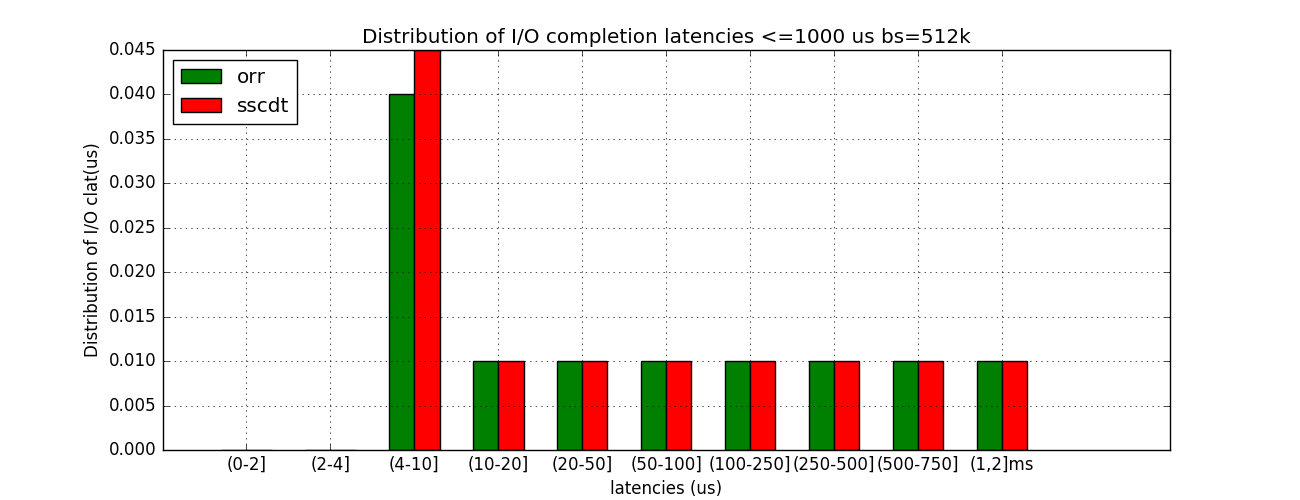 Distribution of I/O completion latencies <=1000 us bs=512k
orr
sscdt
Distribution of I/O clat(us)
0.045
0.040
0.035
0.030
0.025
0.020
0.015
0.010
0.005
0.000
(0-2] (2-4] (4-10] (10-20] (20-50] (50-100] (100-250] (250-500] (500-750] (1,2]ms
latencies (us)